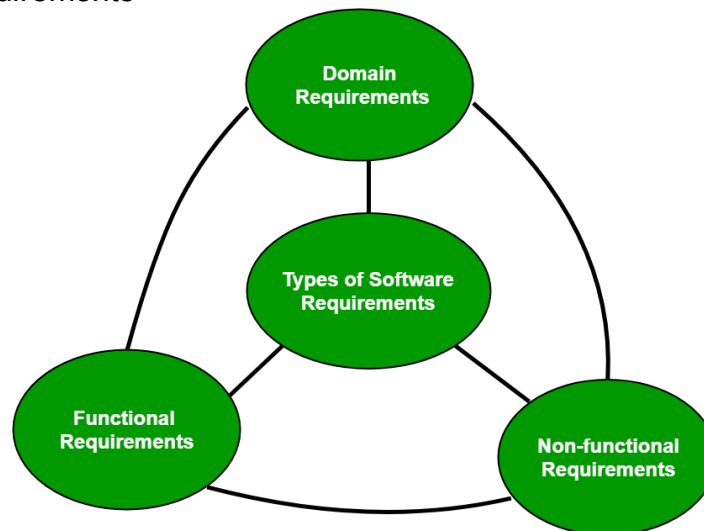 Domain
Requirements
Types of Software
Requirements
Functional
Requirements
Non-functional
Requirements